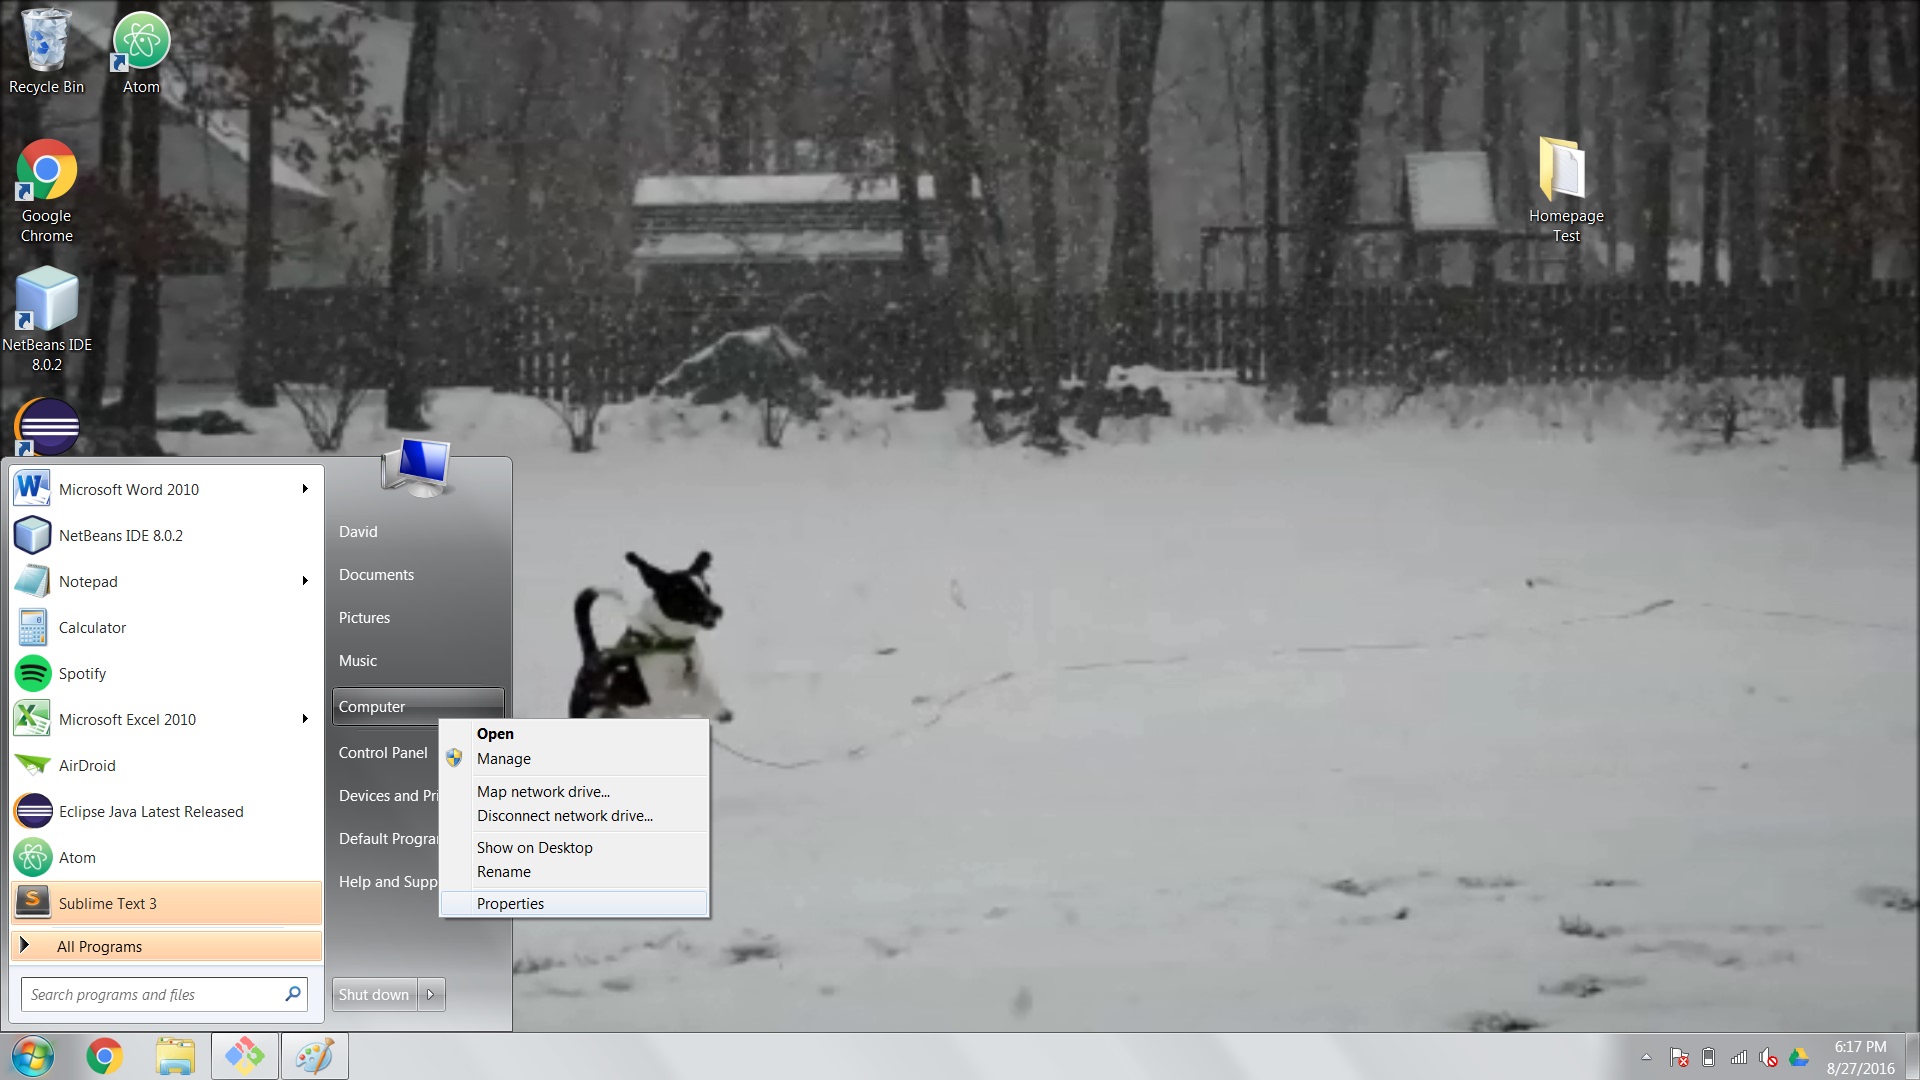 Recycle Bin
Atom
Google
Chrome
NetBeans IDE
8.0.2
Homepage
Test
Microsoft Word 2010
NetBeans IDE 8.0.2
Notepad
Calculator
Spotify
Microsoft Excel 2010
AirDroid
Eclipse Java Latest Released
Atom
Sublime Text 3
All Programs
Search programs and files
David
Documents
Pictures
Music
Computer
Control Panel
Devices and Pri
Default Progra
Help and Supp
Shut down
Open
Manage
Map network drive...
Disconnect network drive...
Show on Desktop
Rename
Properties
6:17 PM
8/27/2016